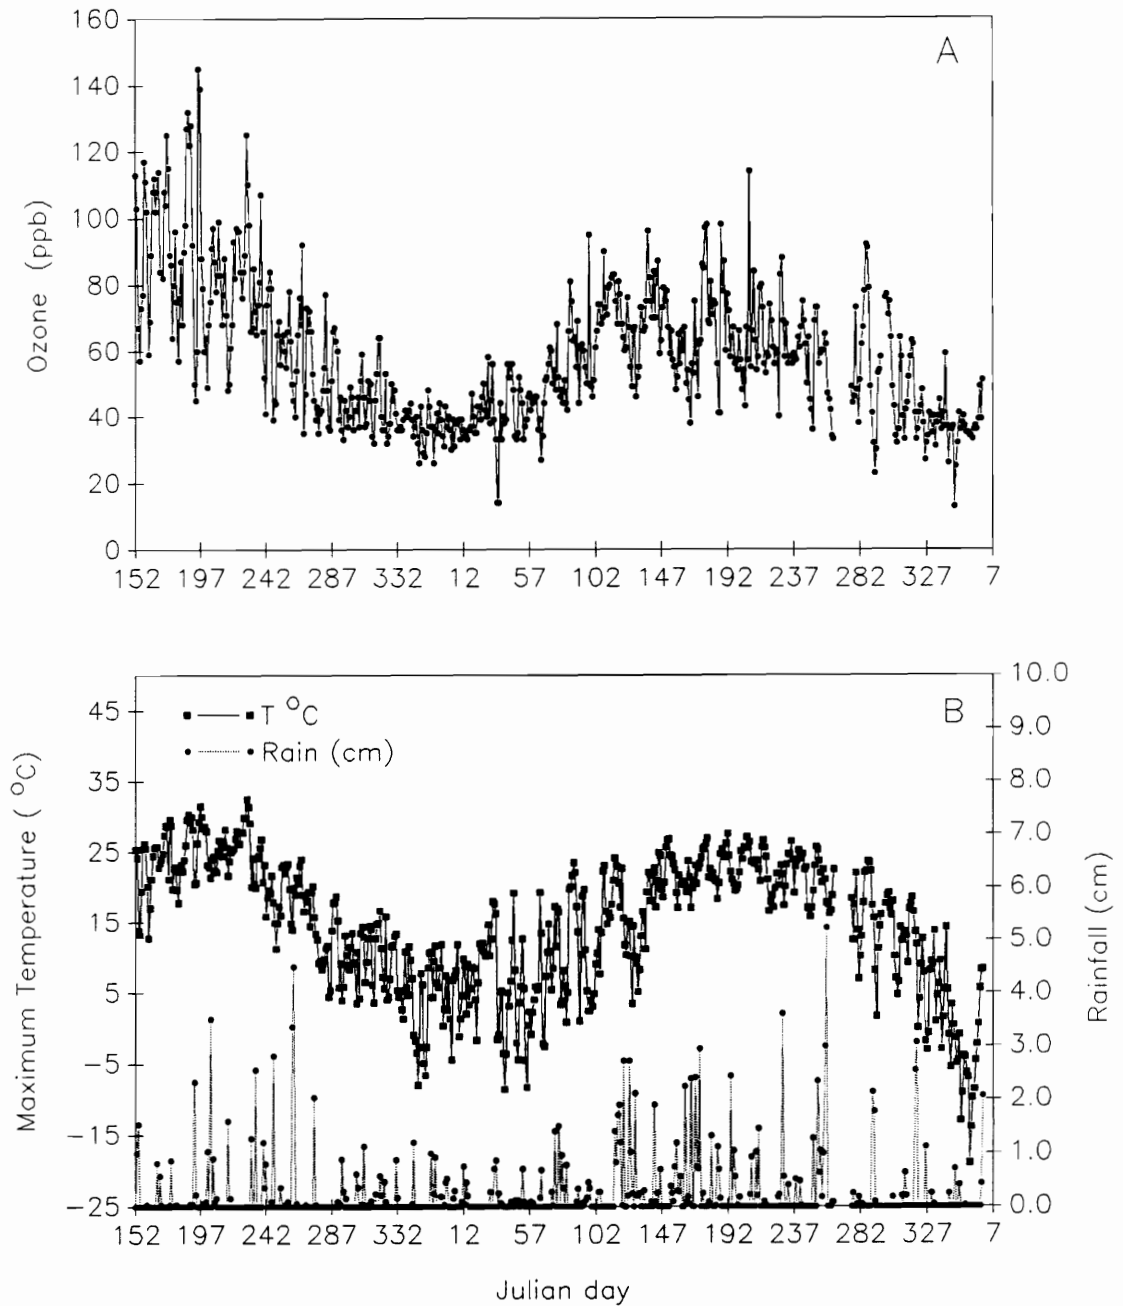 160
A
140
120
100
80
60
40
20
0
Ozone (ppb)
152 197 242 287 332 12 57 102 147 192 237 282 327 7
10.0
B
45 T °C 9.0
Rain (cm)
35 8.0
7.0
25
6.0
15 5.0
5 4.0
-5 3.0
2.0
-15 1.0
-25 0.0
Maximum Temperature ( °C)
Rainfall (cm)
152 197 242 287 332 12 57 102 147 192 237 282 327 7
Julian day